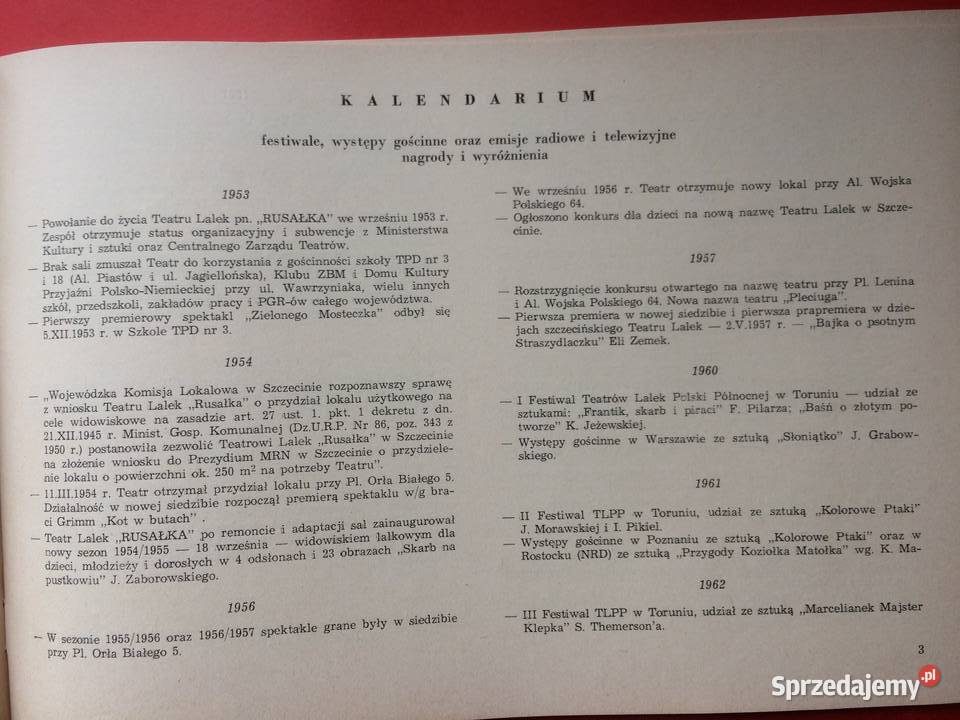 KALENDARIUM
festiwale, występy gościnne oraz emisje radiowe i telewizyjne
nagrody i wyróżnienia
1953
— Powołanie do życia Teatru Lalek pn. „RUSAŁKA" we wrześniu 1953 r.
Zespół otrzymuje status organizacyjny i subwencje z Ministerstwa
Kultury i sztuki oraz Centralnego Zarządu Teatrów.
— Brak sali zmuszał Teatr do korzystania z gościnności szkoły TPD nr 3
i 18 (Al. Piastów i ul. Jagiellońska), Klubu ZBM i Domu Kultury
Przyjaźni Polsko-Niemieckiej przy ul. Wawrzyniaka, wielu innych
szkół, przedszkoli, zakładów pracy i PGR-ów całego województwa.
— Pierwszy premierowy spektakl „Zielonego Mosteczka" odbył się
5.XII.1953 r. w Szkole TPD nr 3.
1954
— „Wojewódzka Komisja Lokalowa w Szczecinie rozpoznawszy sprawę
z wniosku Teatru Lalek „Rusałka" o przydział lokalu użytkowego na
cele widowiskowe na zasadzie art. 27 ust. 1. pkt. 1 dekretu z dn.
21.XII.1945 r. Minist. Gosp. Komunalnej (Dz.U.R.P. Nr 86, poz. 343 z
1950 r.) postanowiła zezwolić Teatrowi Lalek „Rusałka" w Szczecinie
na złożenie wniosku do Prezydium MRN w Szczecinie o przydziele-
nie lokalu o powierzchni ok. 250 m² na potrzeby Teatru".
— 11.III.1954 r. Teatr otrzymał przydział lokalu przy Pl. Orła Białego 5.
Działalność w nowej siedzibie rozpoczął premierą spektaklu w/g bra-
ci Grimm „Kot w butach" .
— Teatr Lalek „RUSAŁKA" po remoncie i adaptacji sal zainaugurował
nowy sezon 1954/1955 — 18 września — widowiskiem lalkowym dla
dzieci, młodzieży i dorosłych w 4 odsłonach i 23 obrazach „Skarb na
pustkowiu" J. Zaborowskiego.
1956
— W sezonie 1955/1956 oraz 1956/1957 spektakle grane były w siedzibie
przy Pl. Orła Białego 5.
— We wrześniu 1956 r. Teatr otrzymuje nowy lokal przy Al. Wojska
Polskiego 64.
— Ogłoszono konkurs dla dzieci na nową nazwę Teatru Lalek w Szcze-
cinie.
1957
— Rozstrzygnięcie konkursu otwartego na nazwę teatru przy Pl. Lenina
i Al. Wojska Polskiego 64. Nowa nazwa teatru „Pleciuga".
— Pierwsza premiera w nowej siedzibie i pierwsza prapremiera w dzie-
jach szczecińskiego Teatru Lalek — 2.V.1957 r. — „Bajka o psotnym
Straszydlaczku" Eli Zemek.
1960
— I Festiwal Teatrów Lalek Polski Północnej w Toruniu — udział ze
sztukami: „Frantik, skarb i piraci" F. Pilarza; „Baśń o złotym po-
tworze" K. Jeżewskiej.
— Występy gościnne w Warszawie ze sztuką „Słoniątko" J. Grabow-
skiego.
1961
— II Festiwal TLPP w Toruniu, udział ze sztuką „Kolorowe Ptaki"
J. Morawskiej i I. Pikiel.
— Występy gościnne w Poznaniu ze sztuką „Kolorowe Ptaki" oraz w
Rostocku (NRD) ze sztuką „Przygody Koziołka Matołka" wg. K. Ma-
kuszyńskiego.
1962
— III Festiwal TLPP w Toruniu, udział ze sztuką „Marcelianek Majster
Klepka" S. Themerson'a.
3
Sprzedajemy.pl